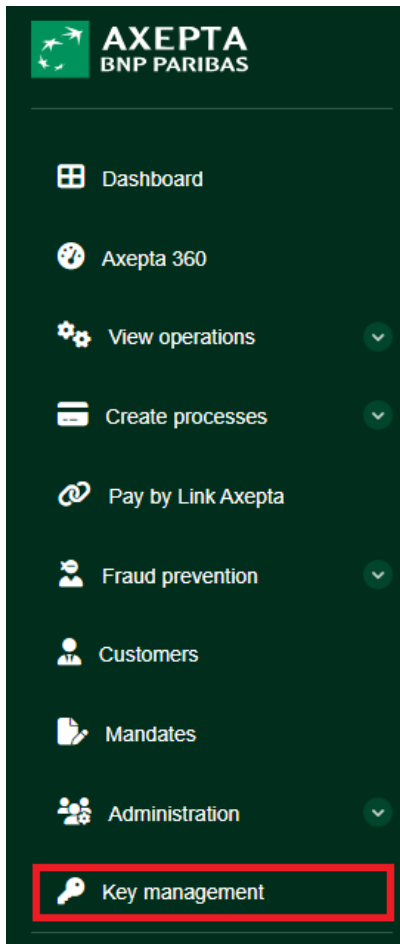 AXEPTA
BNP PARIBAS
Dashboard
Axepta 360
View operations
Create processes
Pay by Link Axepta
Fraud prevention
Customers
Mandates
Administration
Key management